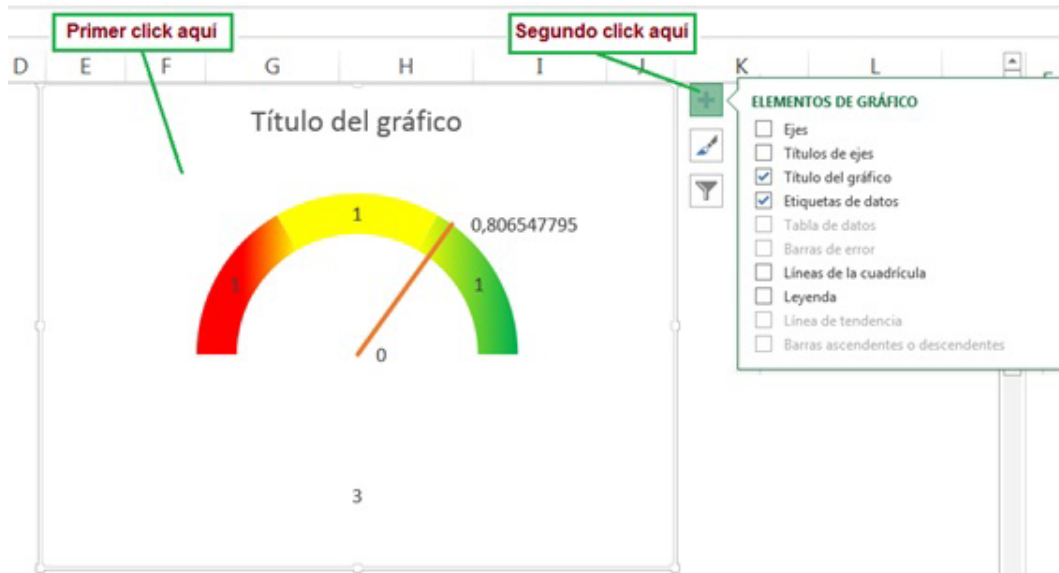 Primer click aquí
Segundo click aquí
D E F G H I J K L
Título del gráfico
ELEMENTOS DE GRÁFICO
Ejes
Títulos de ejes
Título del gráfico
Etiquetas de datos
Tabla de datos
Barras de error
Líneas de la cuadrícula
Leyenda
Línea de tendencia
Barras ascendentes o descendentes
1
0,806547795
1
1
0
3